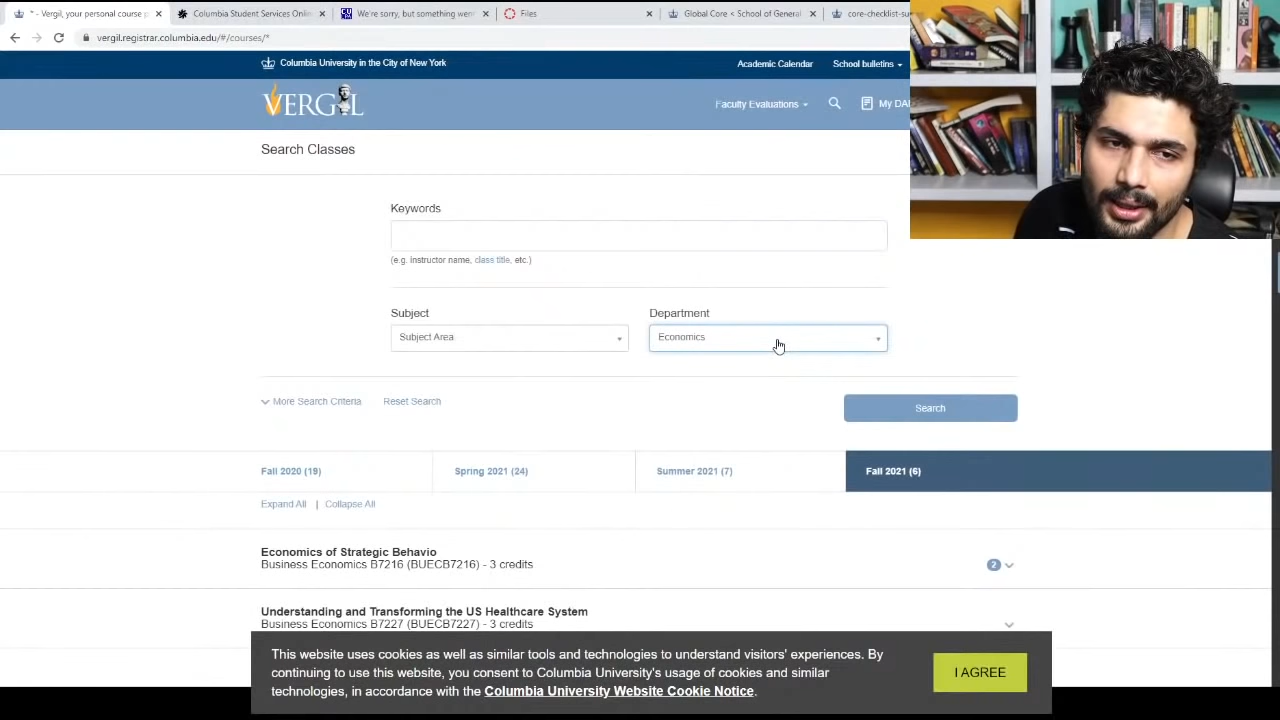 * - Vergil, your personal course p
Columbia Student Services Onlin
We're sorry, but something wen
Files
Global Core < School of General
core-checklist-su
vergil.registrar.columbia.edu/#/courses/*
Columbia University in the City of New York
Academic Calendar
School bulletins
VERGIL
Faculty Evaluations
My DA
Search Classes
Keywords
(e.g. instructor name, class title, etc.)
Subject
Department
Subject Area
Economics
More Search Criteria
Reset Search
Search
Fall 2020 (19)
Spring 2021 (24)
Summer 2021 (7)
Fall 2021 (6)
Expand All | Collapse All
Economics of Strategic Behavio
Business Economics B7216 (BUECB7216) - 3 credits
2
Understanding and Transforming the US Healthcare System
Business Economics B7227 (BUECB7227) - 3 credits
This website uses cookies as well as similar tools and technologies to understand visitors' experiences. By
continuing to use this website, you consent to Columbia University's usage of cookies and similar
technologies, in accordance with the Columbia University Website Cookie Notice.
I AGREE